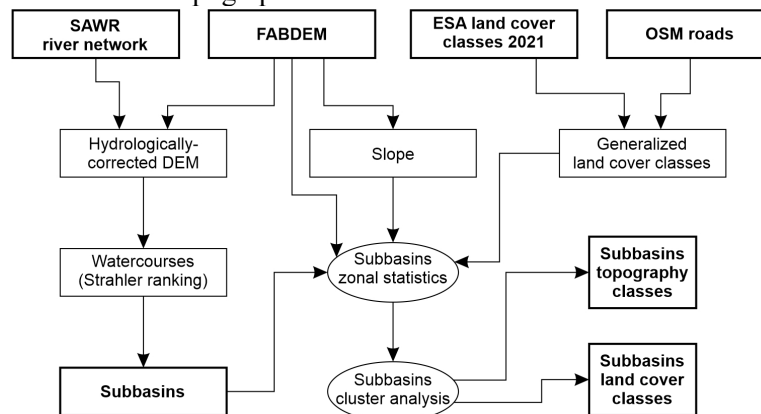 SAWR
river network
FABDEM
ESA land cover
classes 2021
OSM roads
Hydrologically-
corrected DEM
Slope
Generalized
land cover classes
Watercourses
(Strahler ranking)
Subbasins
zonal statistics
Subbasins
topography
classes
Subbasins
Subbasins
cluster analysis
Subbasins
land cover
classes